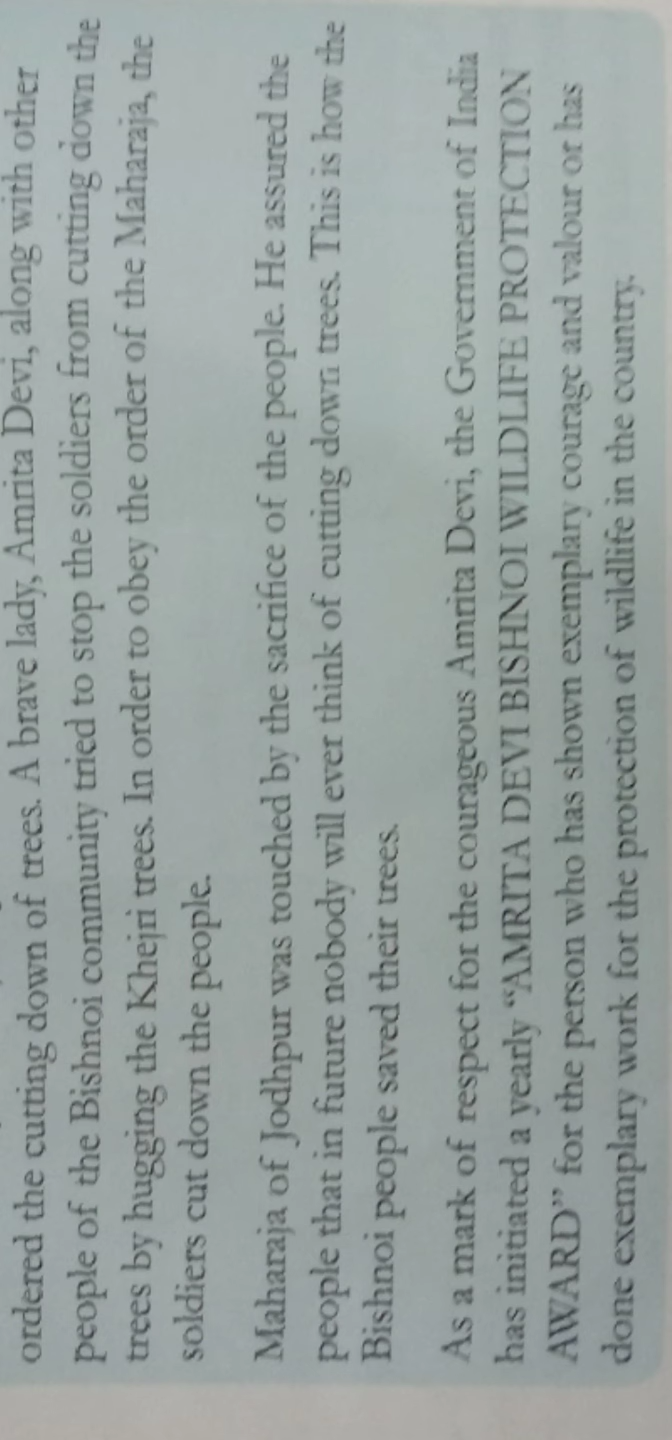 ordered the cutting down of trees. A brave lady, Amrita Devi, along with other
people of the Bishnoi community tried to stop the soldiers from cutting down the
trees by hugging the Khejri trees. In order to obey the order of the Maharaja, the
soldiers cut down the people.
Maharaja of Jodhpur was touched by the sacrifice of the people. He assured the
people that in future nobody will ever think of cutting down trees. This is how the
Bishnoi people saved their trees.
As a mark of respect for the courageous Amrita Devi, the Government of India
has initiated a yearly “AMRITA DEVI BISHNOI WILDLIFE PROTECTION
AWARD” for the person who has shown exemplary courage and valour or has
done exemplary work for the protection of wildlife in the country.